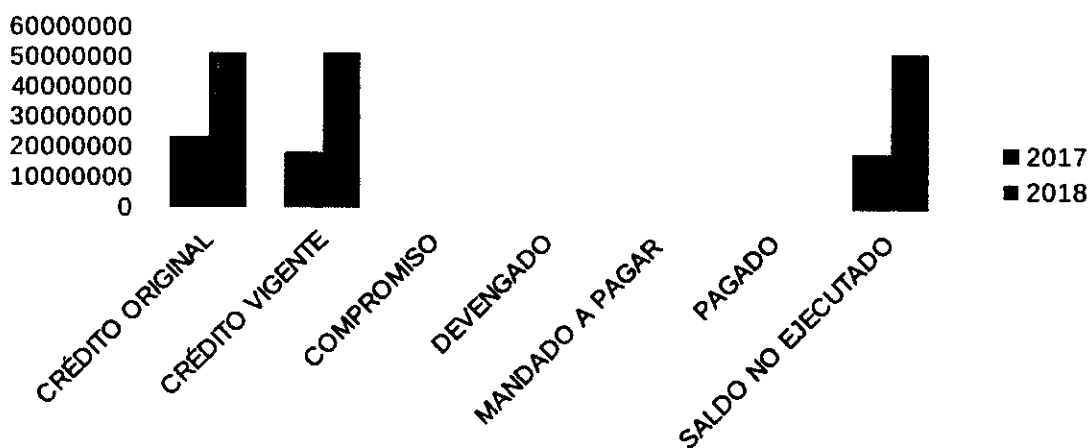 60000000
50000000
40000000
30000000
20000000
10000000
0
CRÉDITO ORIGINAL
CRÉDITO VIGENTE
COMPROMISO
DEVENGADO
MANDADO A PAGAR
PAGADO
SALDO NO EJECUTADO
2017
2018